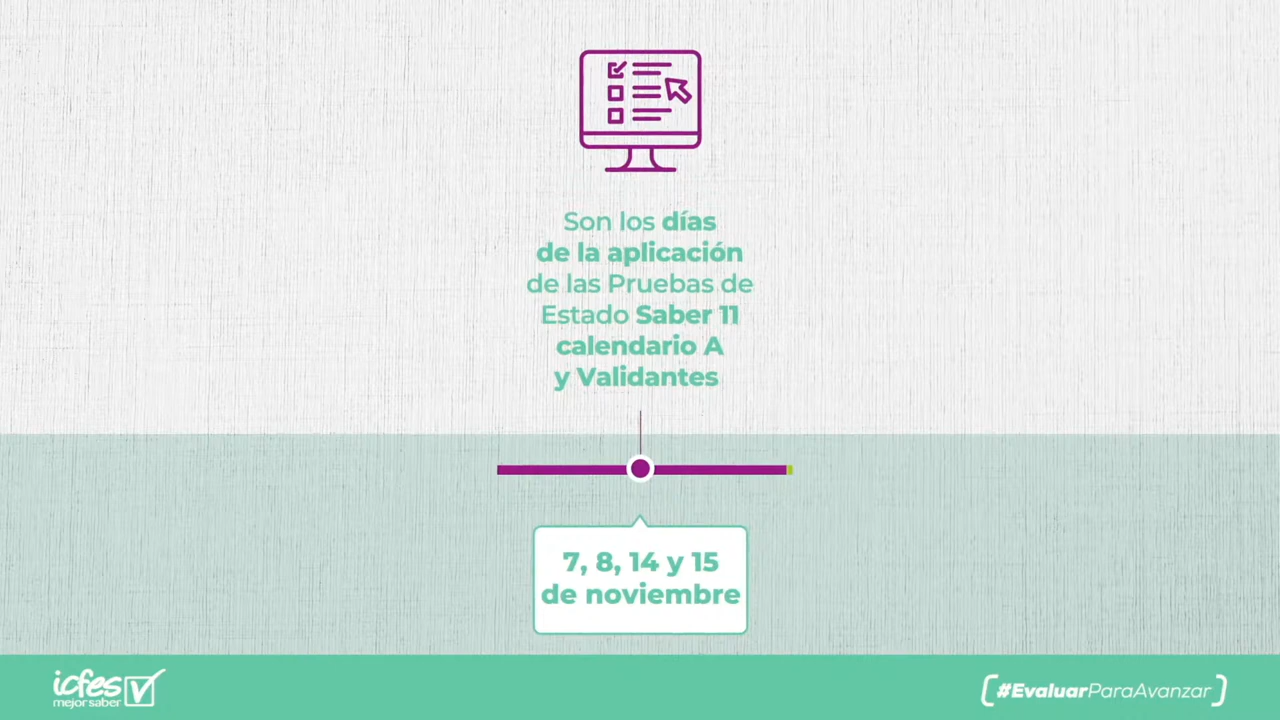 Son los días
de la aplicación
de las Pruebas de
Estado Saber 11
calendario A
y Validantes
7, 8, 14 y 15
de noviembre
icfes
mejor saber
#EvaluarParaAvanzar